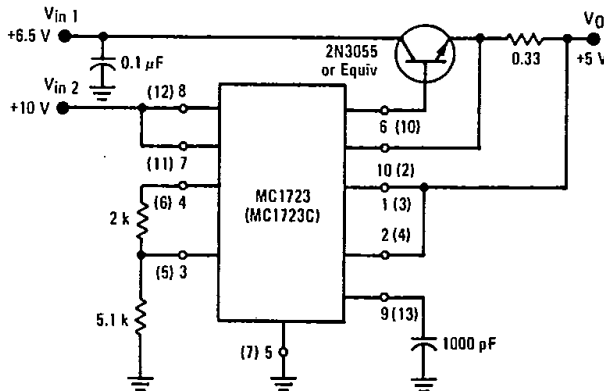 Vin 1
+6.5 V
0.1 μF
Vin 2
+10 V
2N3055
or Equiv
0.33
VO
+5 V
(12) 8
(11) 7
(6) 4
2 k
(5) 3
5.1 k
MC1723
(MC1723C)
6 (10)
10 (2)
1 (3)
2 (4)
9 (13)
1000 pF
(7) 5